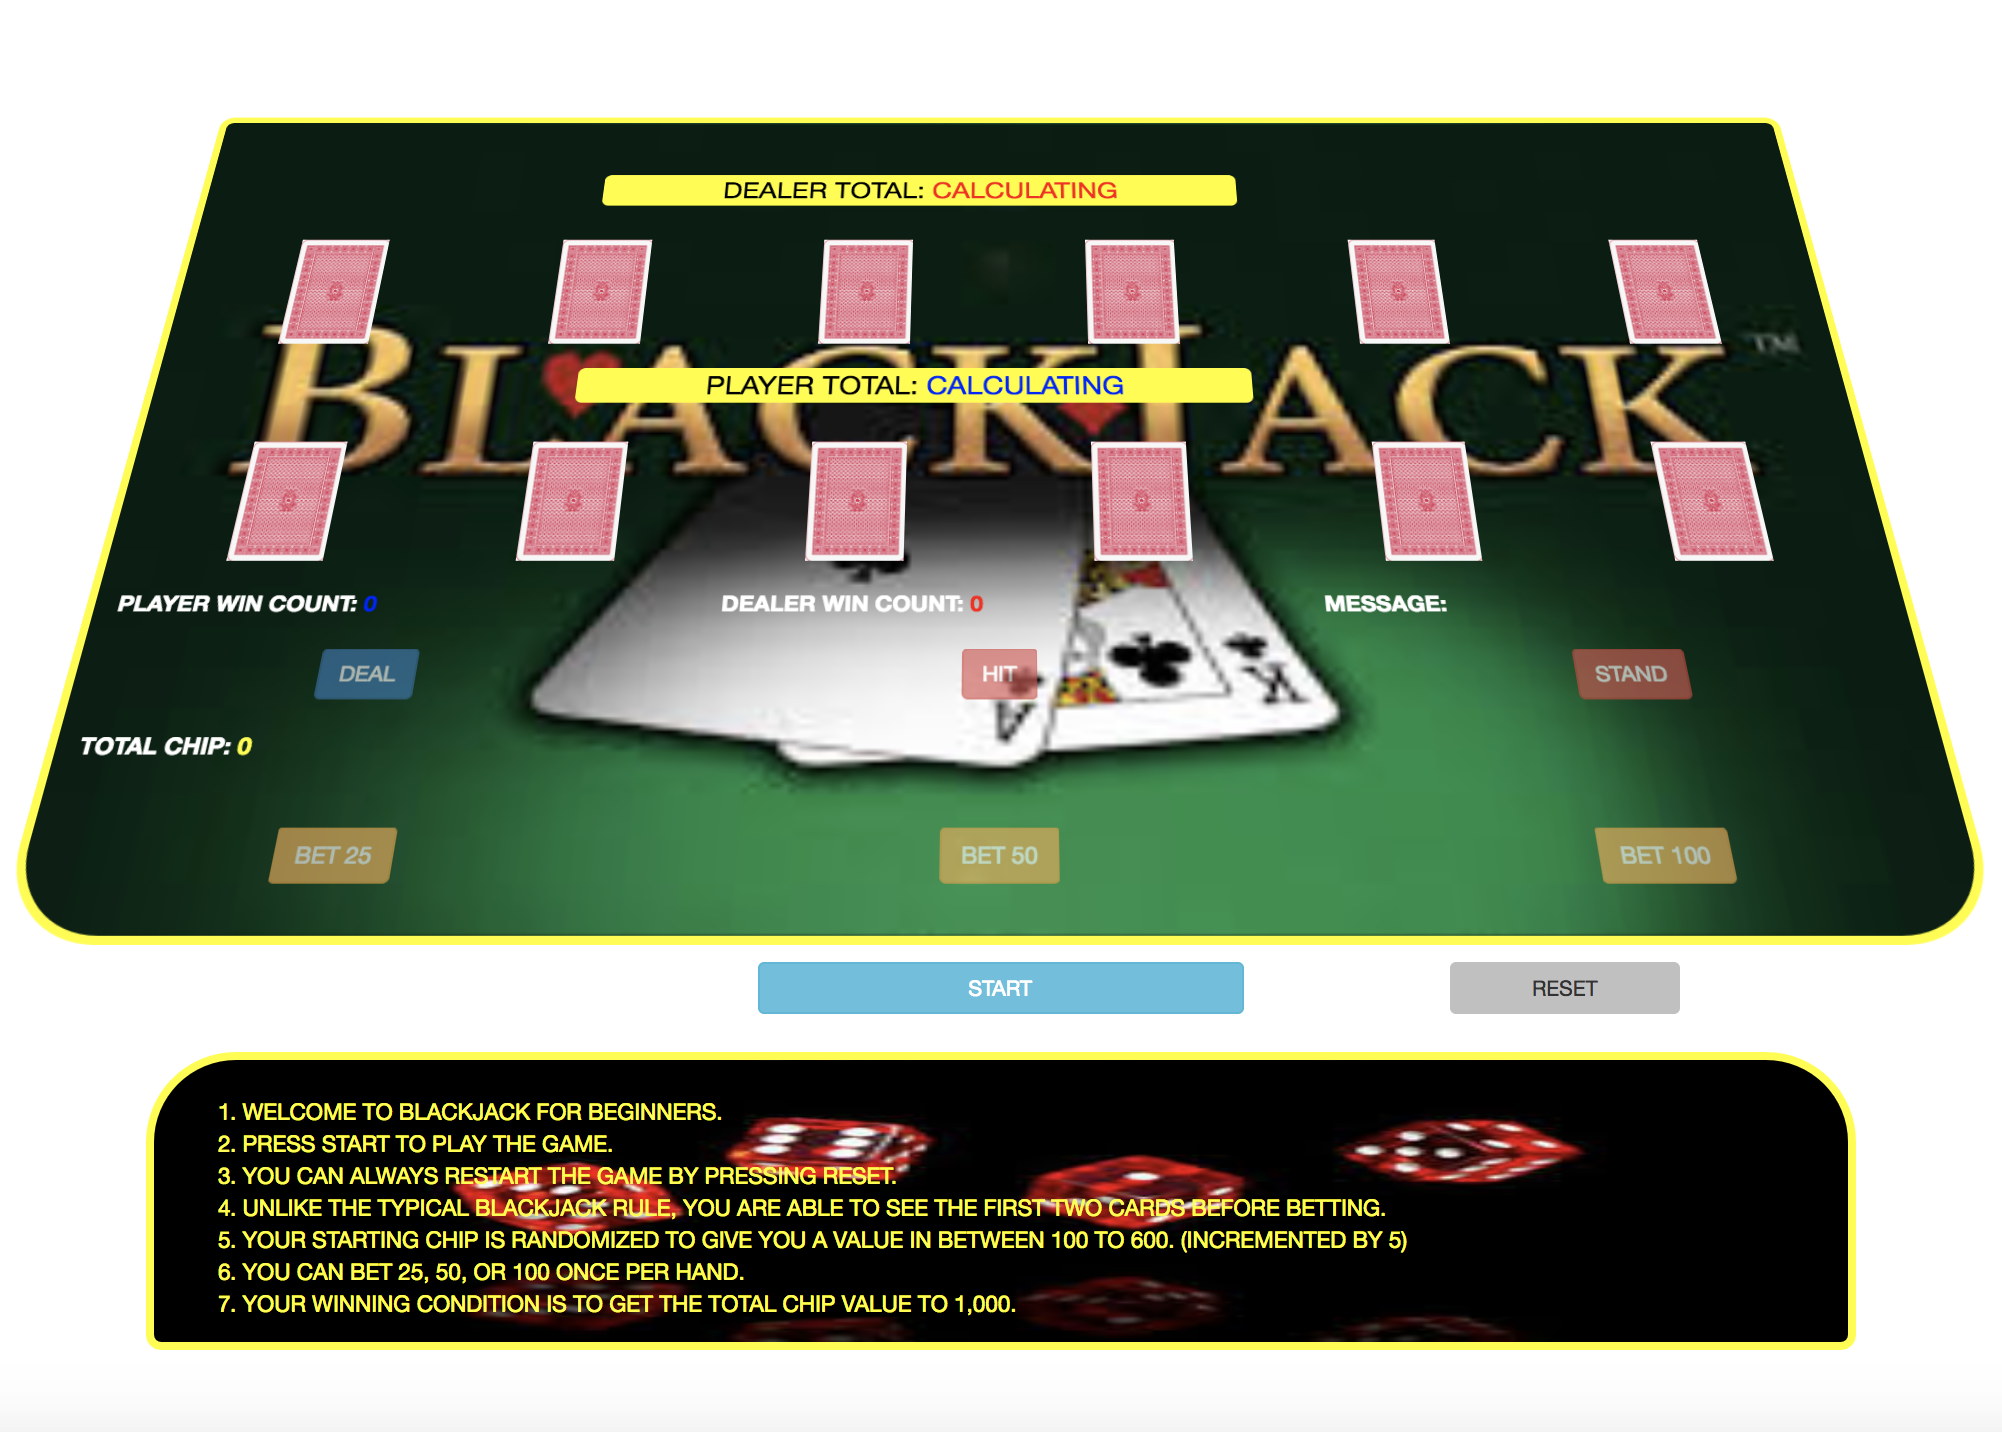 DEALER TOTAL: CALCULATING
BLACKJACK ™
PLAYER TOTAL: CALCULATING
PLAYER WIN COUNT: 0 DEALER WIN COUNT: 0 MESSAGE:
DEAL HIT STAND
A K
TOTAL CHIP: 0
BET 25 BET 50 BET 100
START RESET
1. WELCOME TO BLACKJACK FOR BEGINNERS.
2. PRESS START TO PLAY THE GAME.
3. YOU CAN ALWAYS RESTART THE GAME BY PRESSING RESET.
4. UNLIKE THE TYPICAL BLACKJACK RULE, YOU ARE ABLE TO SEE THE FIRST TWO CARDS BEFORE BETTING.
5. YOUR STARTING CHIP IS RANDOMIZED TO GIVE YOU A VALUE IN BETWEEN 100 TO 600. (INCREMENTED BY 5)
6. YOU CAN BET 25, 50, OR 100 ONCE PER HAND.
7. YOUR WINNING CONDITION IS TO GET THE TOTAL CHIP VALUE TO 1,000.